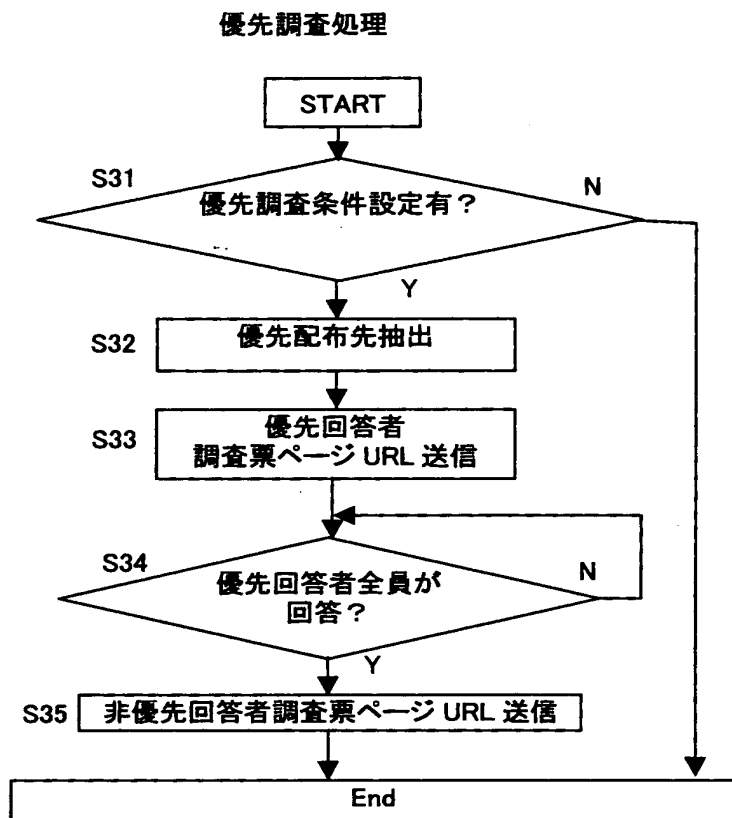 優先調査処理
START
S31
優先調査条件設定有？
N
Y
S32
優先配布先抽出
S33
優先回答者
調査票ページ URL 送信
S34
優先回答者全員が
回答？
N
Y
S35
非優先回答者調査票ページ URL 送信
End